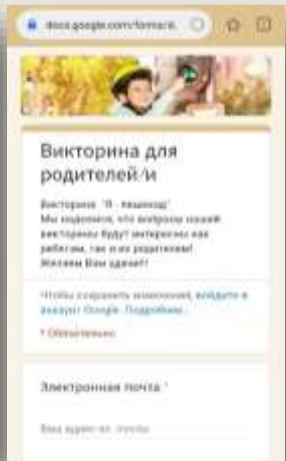 docs.google.com/forms/d.
Викторина для
родителей/и
Викторина "Я - пешеход"
Мы надеемся, что вопросы нашей
викторины будут интересны как
ребятам, так и их родителям!
Желаем Вам удачи!!
Чтобы сохранить изменения, войдите в
аккаунт Google. Подробнее...
* Обязательно
Электронная почта *
Ваш адрес эл. почты